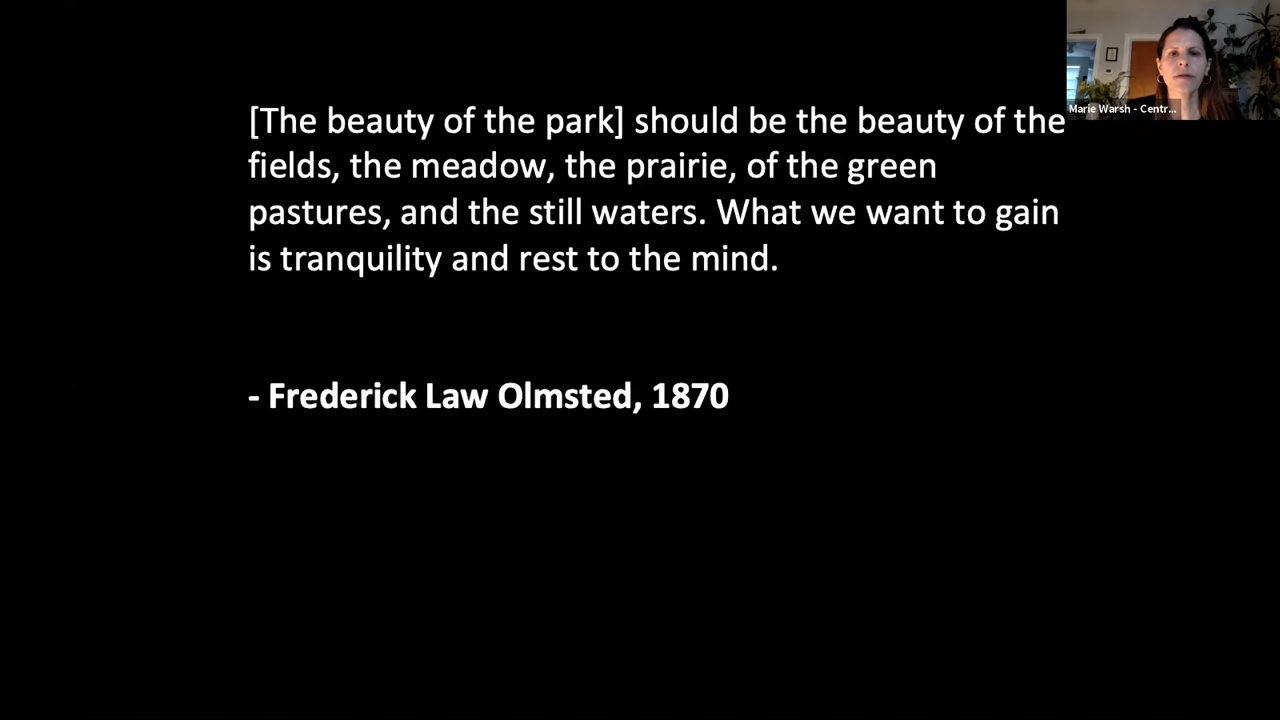 [The beauty of the park] should be the beauty of the
fields, the meadow, the prairie, of the green
pastures, and the still waters. What we want to gain
is tranquility and rest to the mind.
- Frederick Law Olmsted, 1870
Marie Warsh - Centr...